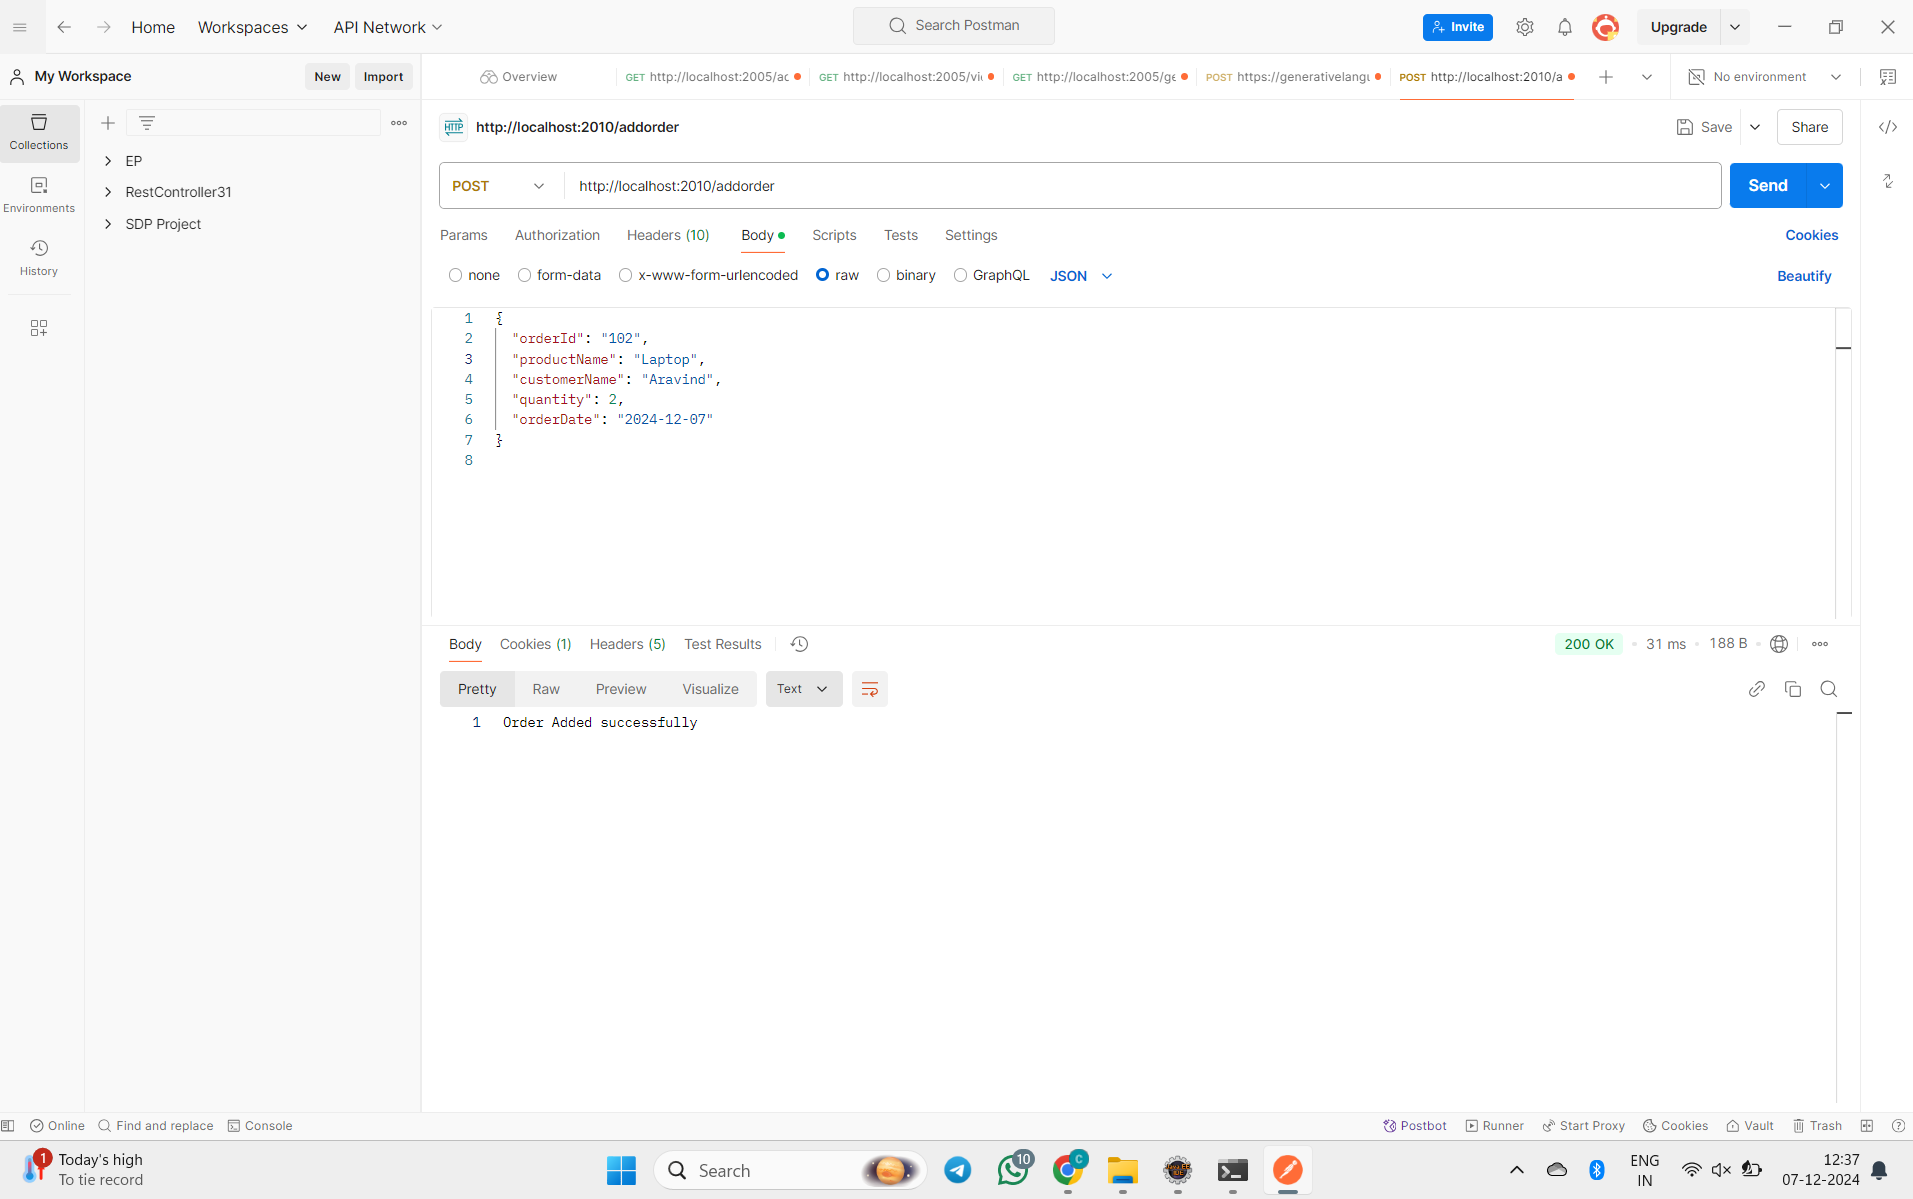 Home
Workspaces
API Network
Search Postman
Invite
Upgrade
My Workspace
New
Import
Overview
GET http://localhost:2005/ac
GET http://localhost:2005/vi
GET http://localhost:2005/ge
POST https://generativelangu
POST http://localhost:2010/a
No environment
Collections
Environments
History
EP
RestController31
SDP Project
HTTP http://localhost:2010/addorder
Save
Share
POST
http://localhost:2010/addorder
Send
Params
Authorization
Headers (10)
Body
Scripts
Tests
Settings
Cookies
none
form-data
x-www-form-urlencoded
raw
binary
GraphQL
JSON
Beautify
1 {
2 "orderId": "102",
3 "productName": "Laptop",
4 "customerName": "Aravind",
5 "quantity": 2,
6 "orderDate": "2024-12-07"
7 }
8
Body
Cookies (1)
Headers (5)
Test Results
200 OK
31 ms
188 B
Pretty
Raw
Preview
Visualize
Text
1 Order Added successfully
Online
Find and replace
Console
Postbot
Runner
Start Proxy
Cookies
Vault
Trash
1
Today's high
To tie record
Search
10
C
ENG
IN
12:37
07-12-2024